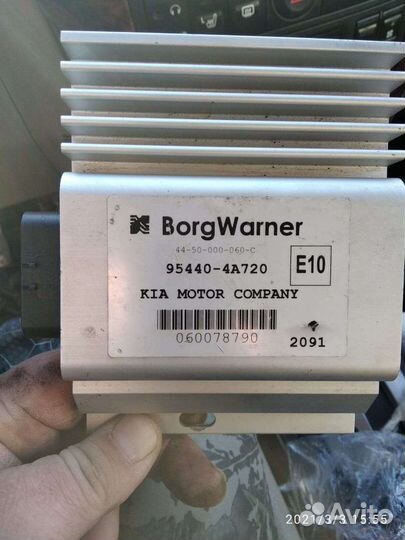 BorgWarner
44-50-000-060-C
95440-4A720
E10
KIA MOTOR COMPANY
060078790
2091
2021/3/3 15:55
Avito